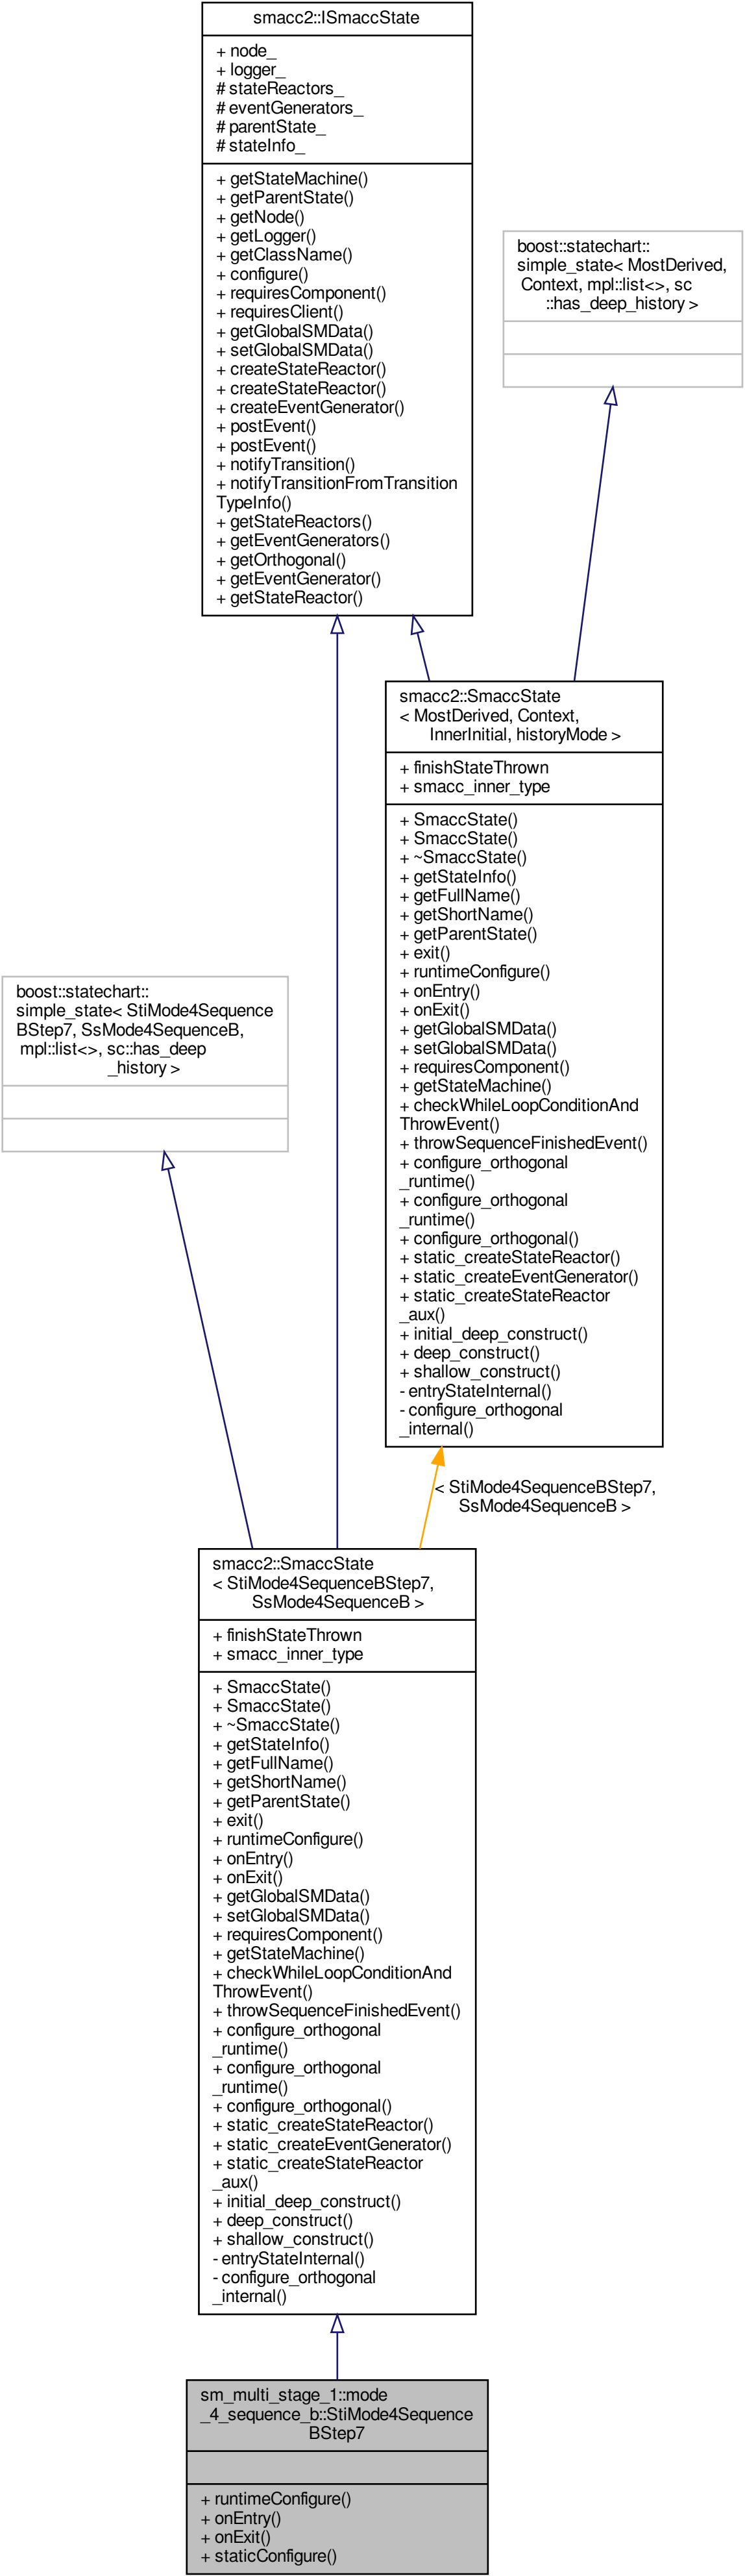 smacc2::ISmaccState
+ node_
+ logger_
# stateReactors_
# eventGenerators_
# parentState_
# stateInfo_
+ getStateMachine()
+ getParentState()
+ getNode()
+ getLogger()
+ getClassName()
+ configure()
+ requiresComponent()
+ requiresClient()
+ getGlobalSMData()
+ setGlobalSMData()
+ createStateReactor()
+ createStateReactor()
+ createEventGenerator()
+ postEvent()
+ postEvent()
+ notifyTransition()
+ notifyTransitionFromTransition
TypeInfo()
+ getStateReactors()
+ getEventGenerators()
+ getOrthogonal()
+ getEventGenerator()
+ getStateReactor()
boost::statechart::
simple_state< MostDerived,
Context, mpl::list<>, sc
::has_deep_history >
smacc2::SmaccState
< MostDerived, Context,
InnerInitial, historyMode >
+ finishStateThrown
+ smacc_inner_type
+ SmaccState()
+ SmaccState()
+ ~SmaccState()
+ getStateInfo()
+ getFullName()
+ getShortName()
+ getParentState()
+ exit()
+ runtimeConfigure()
+ onEntry()
+ onExit()
+ getGlobalSMData()
+ setGlobalSMData()
+ requiresComponent()
+ getStateMachine()
+ checkWhileLoopConditionAnd
ThrowEvent()
+ throwSequenceFinishedEvent()
+ configure_orthogonal
_runtime()
+ configure_orthogonal
_runtime()
+ configure_orthogonal()
+ static_createStateReactor()
+ static_createEventGenerator()
+ static_createStateReactor
_aux()
+ initial_deep_construct()
+ deep_construct()
+ shallow_construct()
- entryStateInternal()
- configure_orthogonal
_internal()
boost::statechart::
simple_state< StiMode4Sequence
BStep7, SsMode4SequenceB,
mpl::list<>, sc::has_deep
_history >
< StiMode4SequenceBStep7,
SsMode4SequenceB >
smacc2::SmaccState
< StiMode4SequenceBStep7,
SsMode4SequenceB >
+ finishStateThrown
+ smacc_inner_type
+ SmaccState()
+ SmaccState()
+ ~SmaccState()
+ getStateInfo()
+ getFullName()
+ getShortName()
+ getParentState()
+ exit()
+ runtimeConfigure()
+ onEntry()
+ onExit()
+ getGlobalSMData()
+ setGlobalSMData()
+ requiresComponent()
+ getStateMachine()
+ checkWhileLoopConditionAnd
ThrowEvent()
+ throwSequenceFinishedEvent()
+ configure_orthogonal
_runtime()
+ configure_orthogonal
_runtime()
+ configure_orthogonal()
+ static_createStateReactor()
+ static_createEventGenerator()
+ static_createStateReactor
_aux()
+ initial_deep_construct()
+ deep_construct()
+ shallow_construct()
- entryStateInternal()
- configure_orthogonal
_internal()
sm_multi_stage_1::mode
_4_sequence_b::StiMode4Sequence
BStep7
+ runtimeConfigure()
+ onEntry()
+ onExit()
+ staticConfigure()